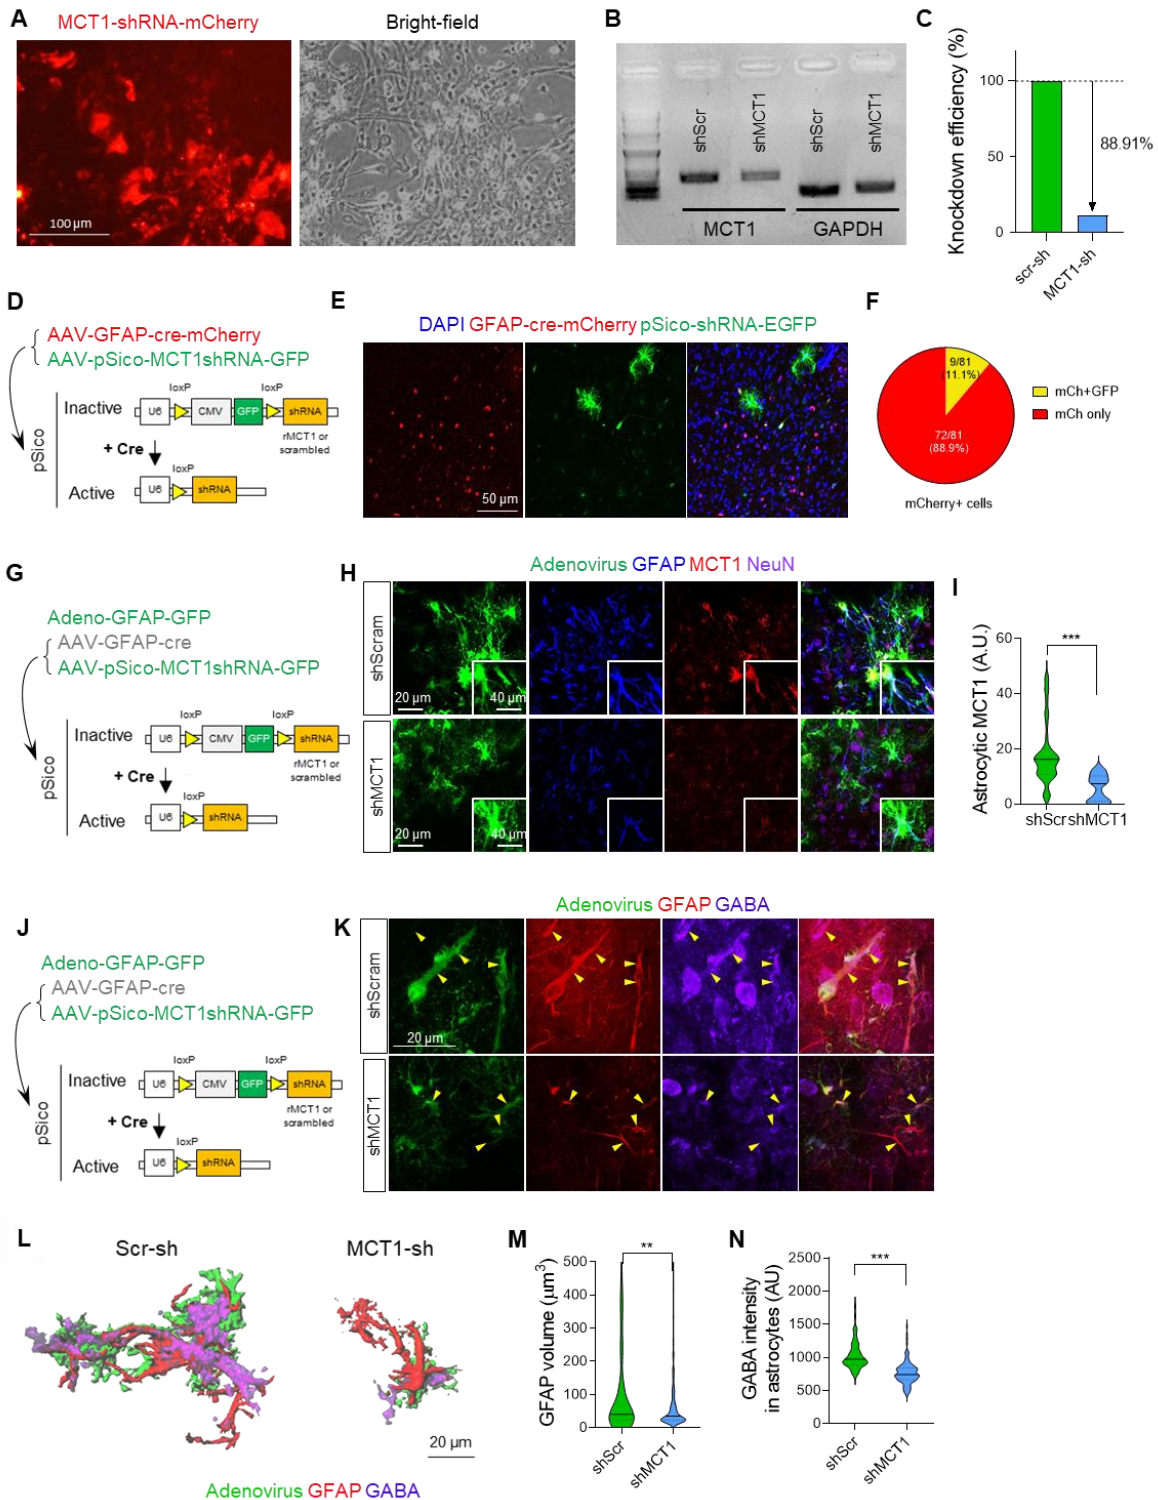 A
MCT1-shRNA-mCherry
Bright-field
100 µm
B
shScr
shMCT1
shScr
shMCT1
MCT1
GAPDH
C
Knockdown efficiency (%)
100
50
0
88.91%
scr-sh
MCT1-sh
D
AAV-GFAP-cre-mCherry
AAV-pSico-MCT1shRNA-GFP
pSico
loxP
loxP
Inactive
U6
CMV
GFP
shRNA
rMCT1 or
scrambled
+ Cre
loxP
Active
U6
shRNA
E
DAPI GFAP-cre-mCherry pSico-shRNA-EGFP
50 µm
F
9/81
(11.1%)
72/81
(88.9%)
mCh+GFP
mCh only
mCherry+ cells
G
Adeno-GFAP-GFP
AAV-GFAP-cre
AAV-pSico-MCT1shRNA-GFP
pSico
loxP
loxP
Inactive
U6
CMV
GFP
shRNA
rMCT1 or
scrambled
+ Cre
loxP
Active
U6
shRNA
H
Adenovirus GFAP MCT1 NeuN
shScram
20 µm
40 µm
shMCT1
20 µm
40 µm
I
Astrocytic MCT1 (A.U.)
60
40
20
0
***
shScr
shMCT1
J
Adeno-GFAP-GFP
AAV-GFAP-cre
AAV-pSico-MCT1shRNA-GFP
pSico
loxP
loxP
Inactive
U6
CMV
GFP
shRNA
rMCT1 or
scrambled
+ Cre
loxP
Active
U6
shRNA
K
Adenovirus GFAP GABA
shScram
20 µm
shMCT1
L
Scr-sh
MCT1-sh
20 µm
Adenovirus GFAP GABA
M
GFAP volume (µm³)
500
400
300
200
100
0
**
shScr
shMCT1
N
GABA intensity
in astrocytes (AU)
2500
2000
1500
1000
500
0
***
shScr
shMCT1